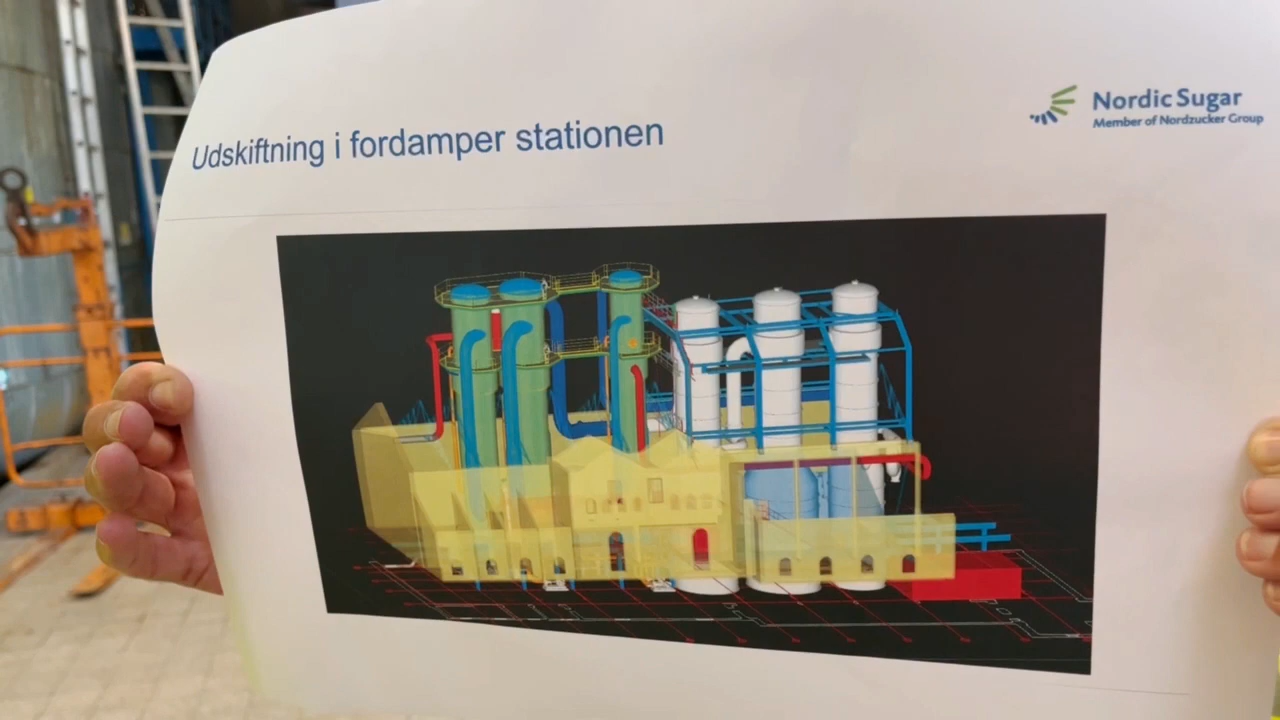 Nordic Sugar
Member of Nordzucker Group
Udskiftning i fordamper stationen